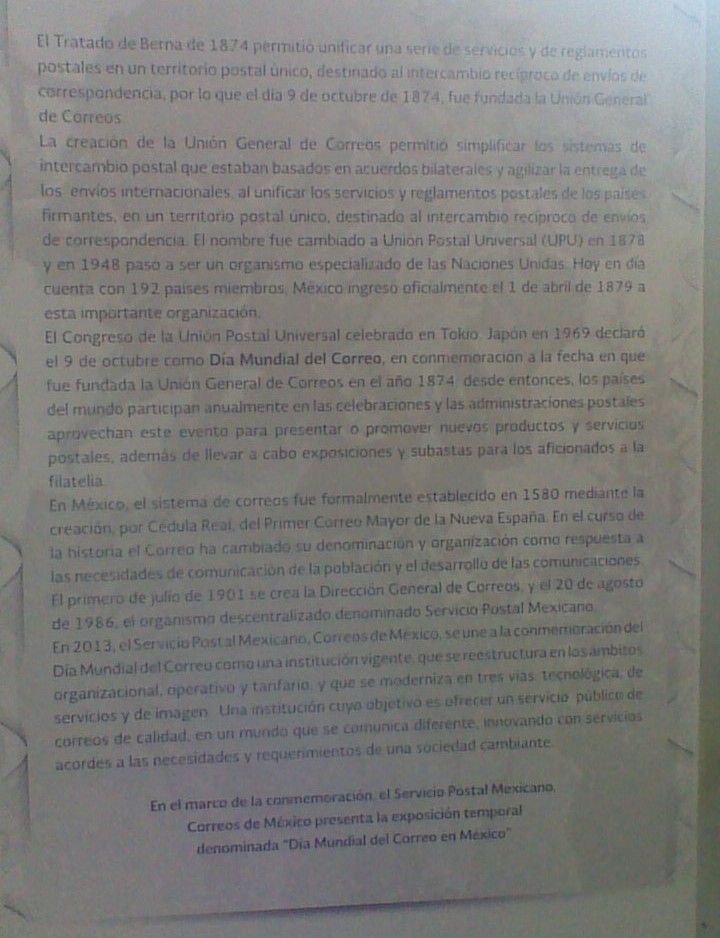 El Tratado de Berna de 1874 permitió unificar una serie de servicios y de reglamentos
postales en un territorio postal único, destinado al intercambio recíproco de envíos de
correspondencia, por lo que el día 9 de octubre de 1874, fue fundada la Unión General
de Correos.
La creación de la Unión General de Correos permitió simplificar los sistemas de
intercambio postal que estaban basados en acuerdos bilaterales y agilizar la entrega de
los envíos internacionales, al unificar los servicios y reglamentos postales de los países
firmantes, en un territorio postal único, destinado al intercambio recíproco de envíos
de correspondencia. El nombre fue cambiado a Unión Postal Universal (UPU) en 1878
y en 1948 pasó a ser un organismo especializado de las Naciones Unidas. Hoy en día
cuenta con 192 países miembros. México ingresó oficialmente el 1 de abril de 1879 a
esta importante organización.
El Congreso de la Unión Postal Universal celebrado en Tokio, Japón en 1969 declaró
el 9 de octubre como Día Mundial del Correo, en conmemoración a la fecha en que
fue fundada la Unión General de Correos en el año 1874, desde entonces, los países
del mundo participan anualmente en las celebraciones y las administraciones postales
aprovechan este evento para presentar o promover nuevos productos y servicios
postales, además de llevar a cabo exposiciones y subastas para los aficionados a la
filatelia.
En México, el sistema de correos fue formalmente establecido en 1580 mediante la
creación, por Cédula Real, del Primer Correo Mayor de la Nueva España. En el curso de
la historia el Correo ha cambiado su denominación y organización como respuesta a
las necesidades de comunicación de la población y el desarrollo de las comunicaciones.
El primero de julio de 1901 se crea la Dirección General de Correos, y el 20 de agosto
de 1986, el organismo descentralizado denominado Servicio Postal Mexicano.
En 2013, el Servicio Postal Mexicano, Correos de México, se une a la conmemoración del
Día Mundial del Correo como una institución vigente, que se reestructura en los ámbitos
organizacional, operativo y tarifario, y que se moderniza en tres vías: tecnológica, de
servicios y de imagen. Una institución cuyo objetivo es ofrecer un servicio público de
correos de calidad, en un mundo que se comunica diferente, innovando con servicios
acordes a las necesidades y requerimientos de una sociedad cambiante.
En el marco de la conmemoración, el Servicio Postal Mexicano,
Correos de México presenta la exposición temporal
denominada "Día Mundial del Correo en México"